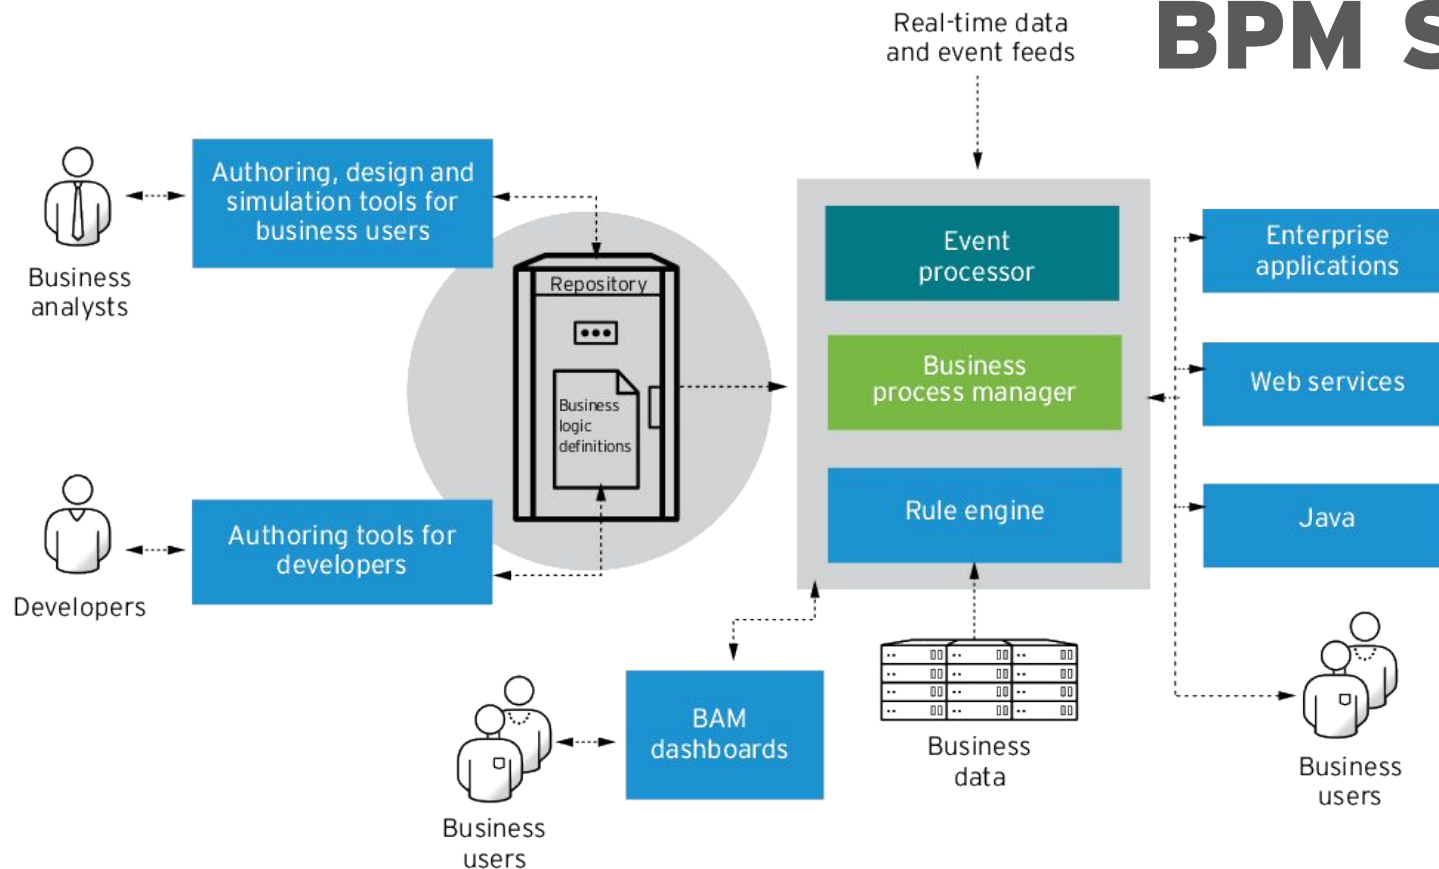 BPM S
Real-time data
and event feeds
Authoring, design and
simulation tools for
business users
Business
analysts
Repository
Business
logic
definitions
Event
processor
Business
process manager
Rule engine
Enterprise
applications
Web services
Java
Authoring tools for
developers
Developers
BAM
dashboards
Business
users
Business
data
Business
users